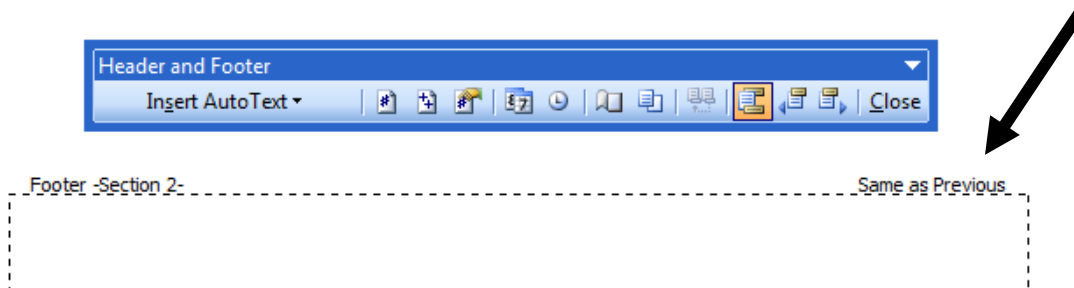 Header and Footer
Insert AutoText
Close
Footer -Section 2-
Same as Previous